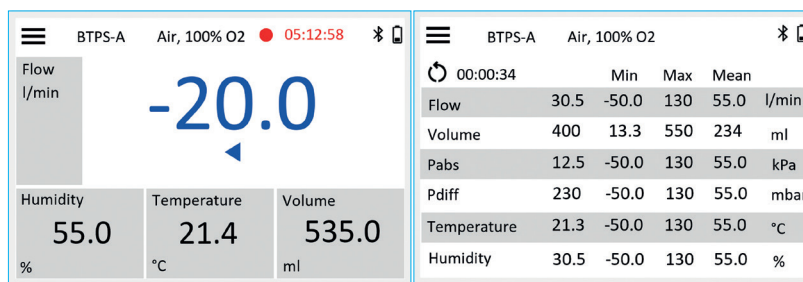 BTPS-A Air, 100% O2 05:12:58
Flow
l/min
-20.0
Humidity Temperature Volume
55.0 21.4 535.0
% °C ml
BTPS-A Air, 100% O2
00:00:34 Min Max Mean
Flow 30.5 -50.0 130 55.0 l/min
Volume 400 13.3 550 234 ml
Pabs 12.5 -50.0 130 55.0 kPa
Pdiff 230 -50.0 130 55.0 mbar
Temperature 21.3 -50.0 130 55.0 °C
Humidity 30.5 -50.0 130 55.0 %